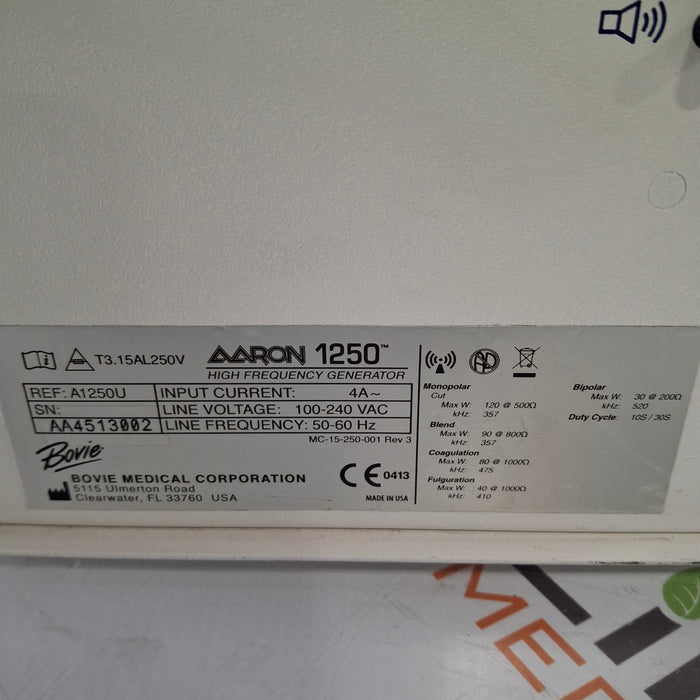 T3.15AL250V
AARON 1250™
HIGH FREQUENCY GENERATOR
REF: A1250U
INPUT CURRENT: 4A~
SN:
AA4513002
LINE VOLTAGE: 100-240 VAC
LINE FREQUENCY: 50-60 Hz
MC-15-250-001 Rev 3
Bovie
BOVIE MEDICAL CORPORATION
5115 Ulmerton Road
Clearwater, FL 33760 USA
CE 0413
MADE IN USA
Monopolar
Cut
Max W: 120 @ 500Ω
kHz: 357
Blend
Max W: 90 @ 800Ω
kHz: 357
Coagulation
Max W: 80 @ 1000Ω
kHz: 475
Fulguration
Max W: 40 @ 1000Ω
kHz: 410
Bipolar
Max W: 30 @ 200Ω
kHz: 520
Duty Cycle: 10S / 30S
MED